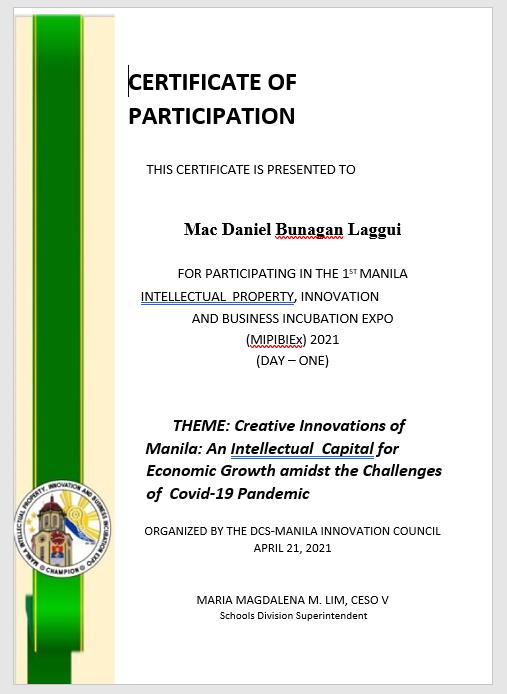 CERTIFICATE OF
PARTICIPATION
THIS CERTIFICATE IS PRESENTED TO
Mac Daniel Bunagan Laggui
FOR PARTICIPATING IN THE 1ST MANILA
INTELLECTUAL PROPERTY, INNOVATION
AND BUSINESS INCUBATION EXPO
(MIPIBIEx) 2021
(DAY – ONE)
THEME: Creative Innovations of
Manila: An Intellectual Capital for
Economic Growth amidst the Challenges
of Covid-19 Pandemic
MANILA INTELLECTUAL PROPERTY, INNOVATION AND BUSINESS INCUBATION EXPO
CHAMPION
ORGANIZED BY THE DCS-MANILA INNOVATION COUNCIL
APRIL 21, 2021
MARIA MAGDALENA M. LIM, CESO V
Schools Division Superintendent